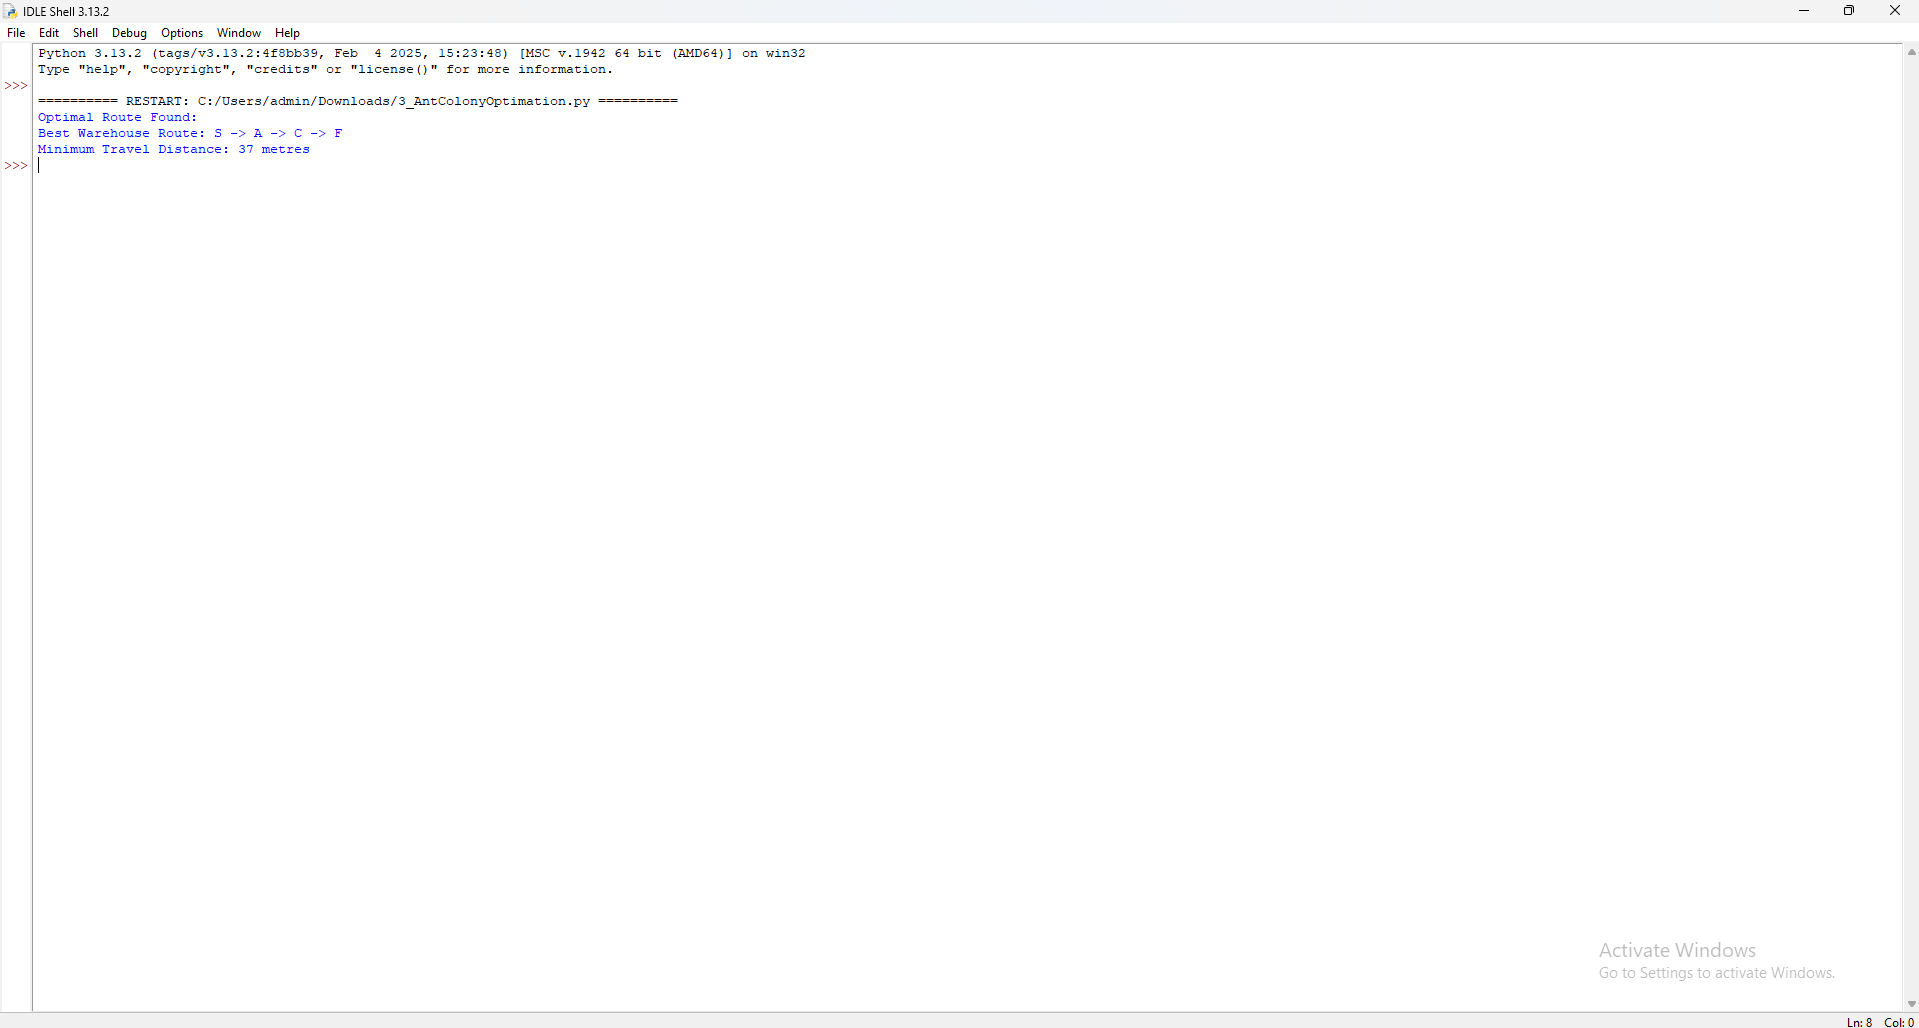 IDLE Shell 3.13.2
File Edit Shell Debug Options Window Help
Python 3.13.2 (tags/v3.13.2:4f8bb39, Feb  4 2025, 15:23:48) [MSC v.1942 64 bit (AMD64)] on win32
Type "help", "copyright", "credits" or "license()" for more information.
>>>
========== RESTART: C:/Users/admin/Downloads/3_AntColonyOptimation.py ==========
Optimal Route Found:
Best Warehouse Route: S -> A -> C -> F
Minimum Travel Distance: 37 metres
>>>
Activate Windows
Go to Settings to activate Windows.
Ln: 8 Col: 0